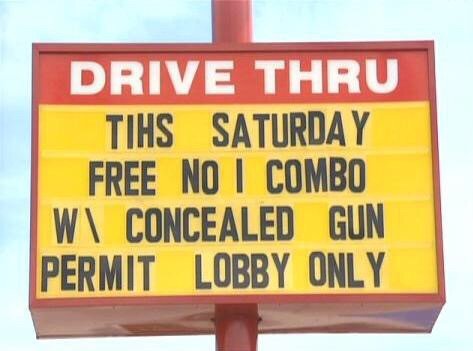 DRIVE THRU
TIHS SATURDAY
FREE NO I COMBO
W\ CONCEALED GUN
PERMIT LOBBY ONLY